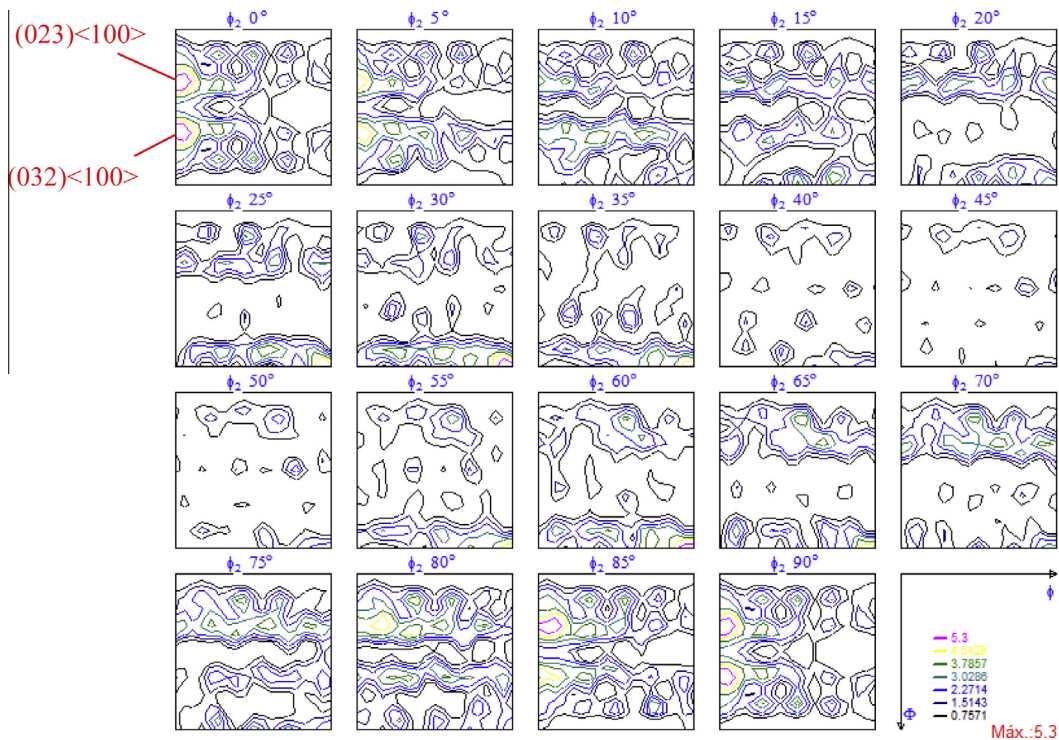 ϕ₂ 0° ϕ₂ 5° ϕ₂ 10° ϕ₂ 15° ϕ₂ 20°
(023)<100>
(032)<100>
ϕ₂ 25° ϕ₂ 30° ϕ₂ 35° ϕ₂ 40° ϕ₂ 45°
ϕ₂ 50° ϕ₂ 55° ϕ₂ 60° ϕ₂ 65° ϕ₂ 70°
ϕ₂ 75° ϕ₂ 80° ϕ₂ 85° ϕ₂ 90°
ϕ
5.3
4.5429
3.7857
3.0286
2.2714
1.5143
0.7571
Φ
Máx.:5.3